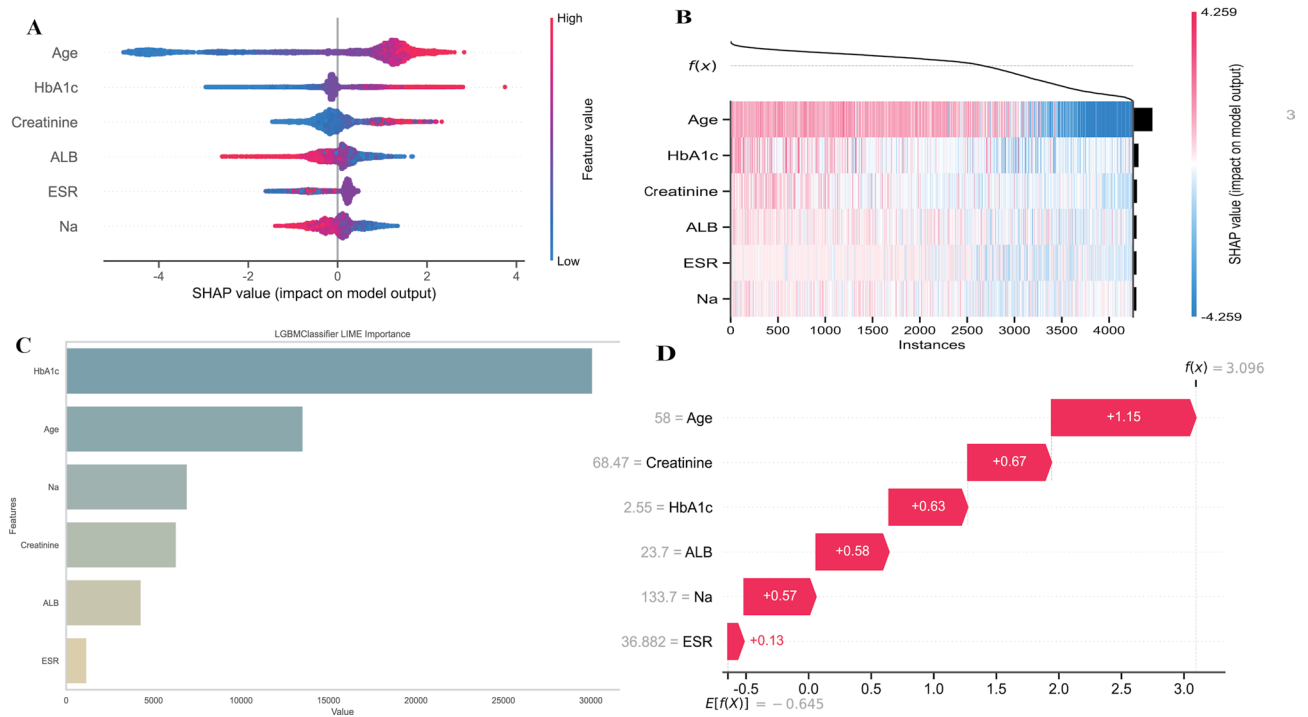 A
High
Age
HbA1c
Creatinine
ALB
ESR
Na
Low
Feature value
-4 -2 0 2 4
SHAP value (impact on model output)
B
4.259
f(x)
Age
HbA1c
Creatinine
ALB
ESR
Na
0 500 1000 1500 2000 2500 3000 3500 4000
Instances
-4.259
SHAP value (impact on model output)
3
C
LGBMClassifier LIME Importance
HbA1c
Age
Na
Creatinine
ALB
ESR
Features
0 5000 10000 15000 20000 25000 30000
Value
D
f(x) = 3.096
58 = Age +1.15
68.47 = Creatinine +0.67
2.55 = HbA1c +0.63
23.7 = ALB +0.58
133.7 = Na +0.57
36.882 = ESR +0.13
-0.5 0.0 0.5 1.0 1.5 2.0 2.5 3.0
E[f(X)] = −0.645